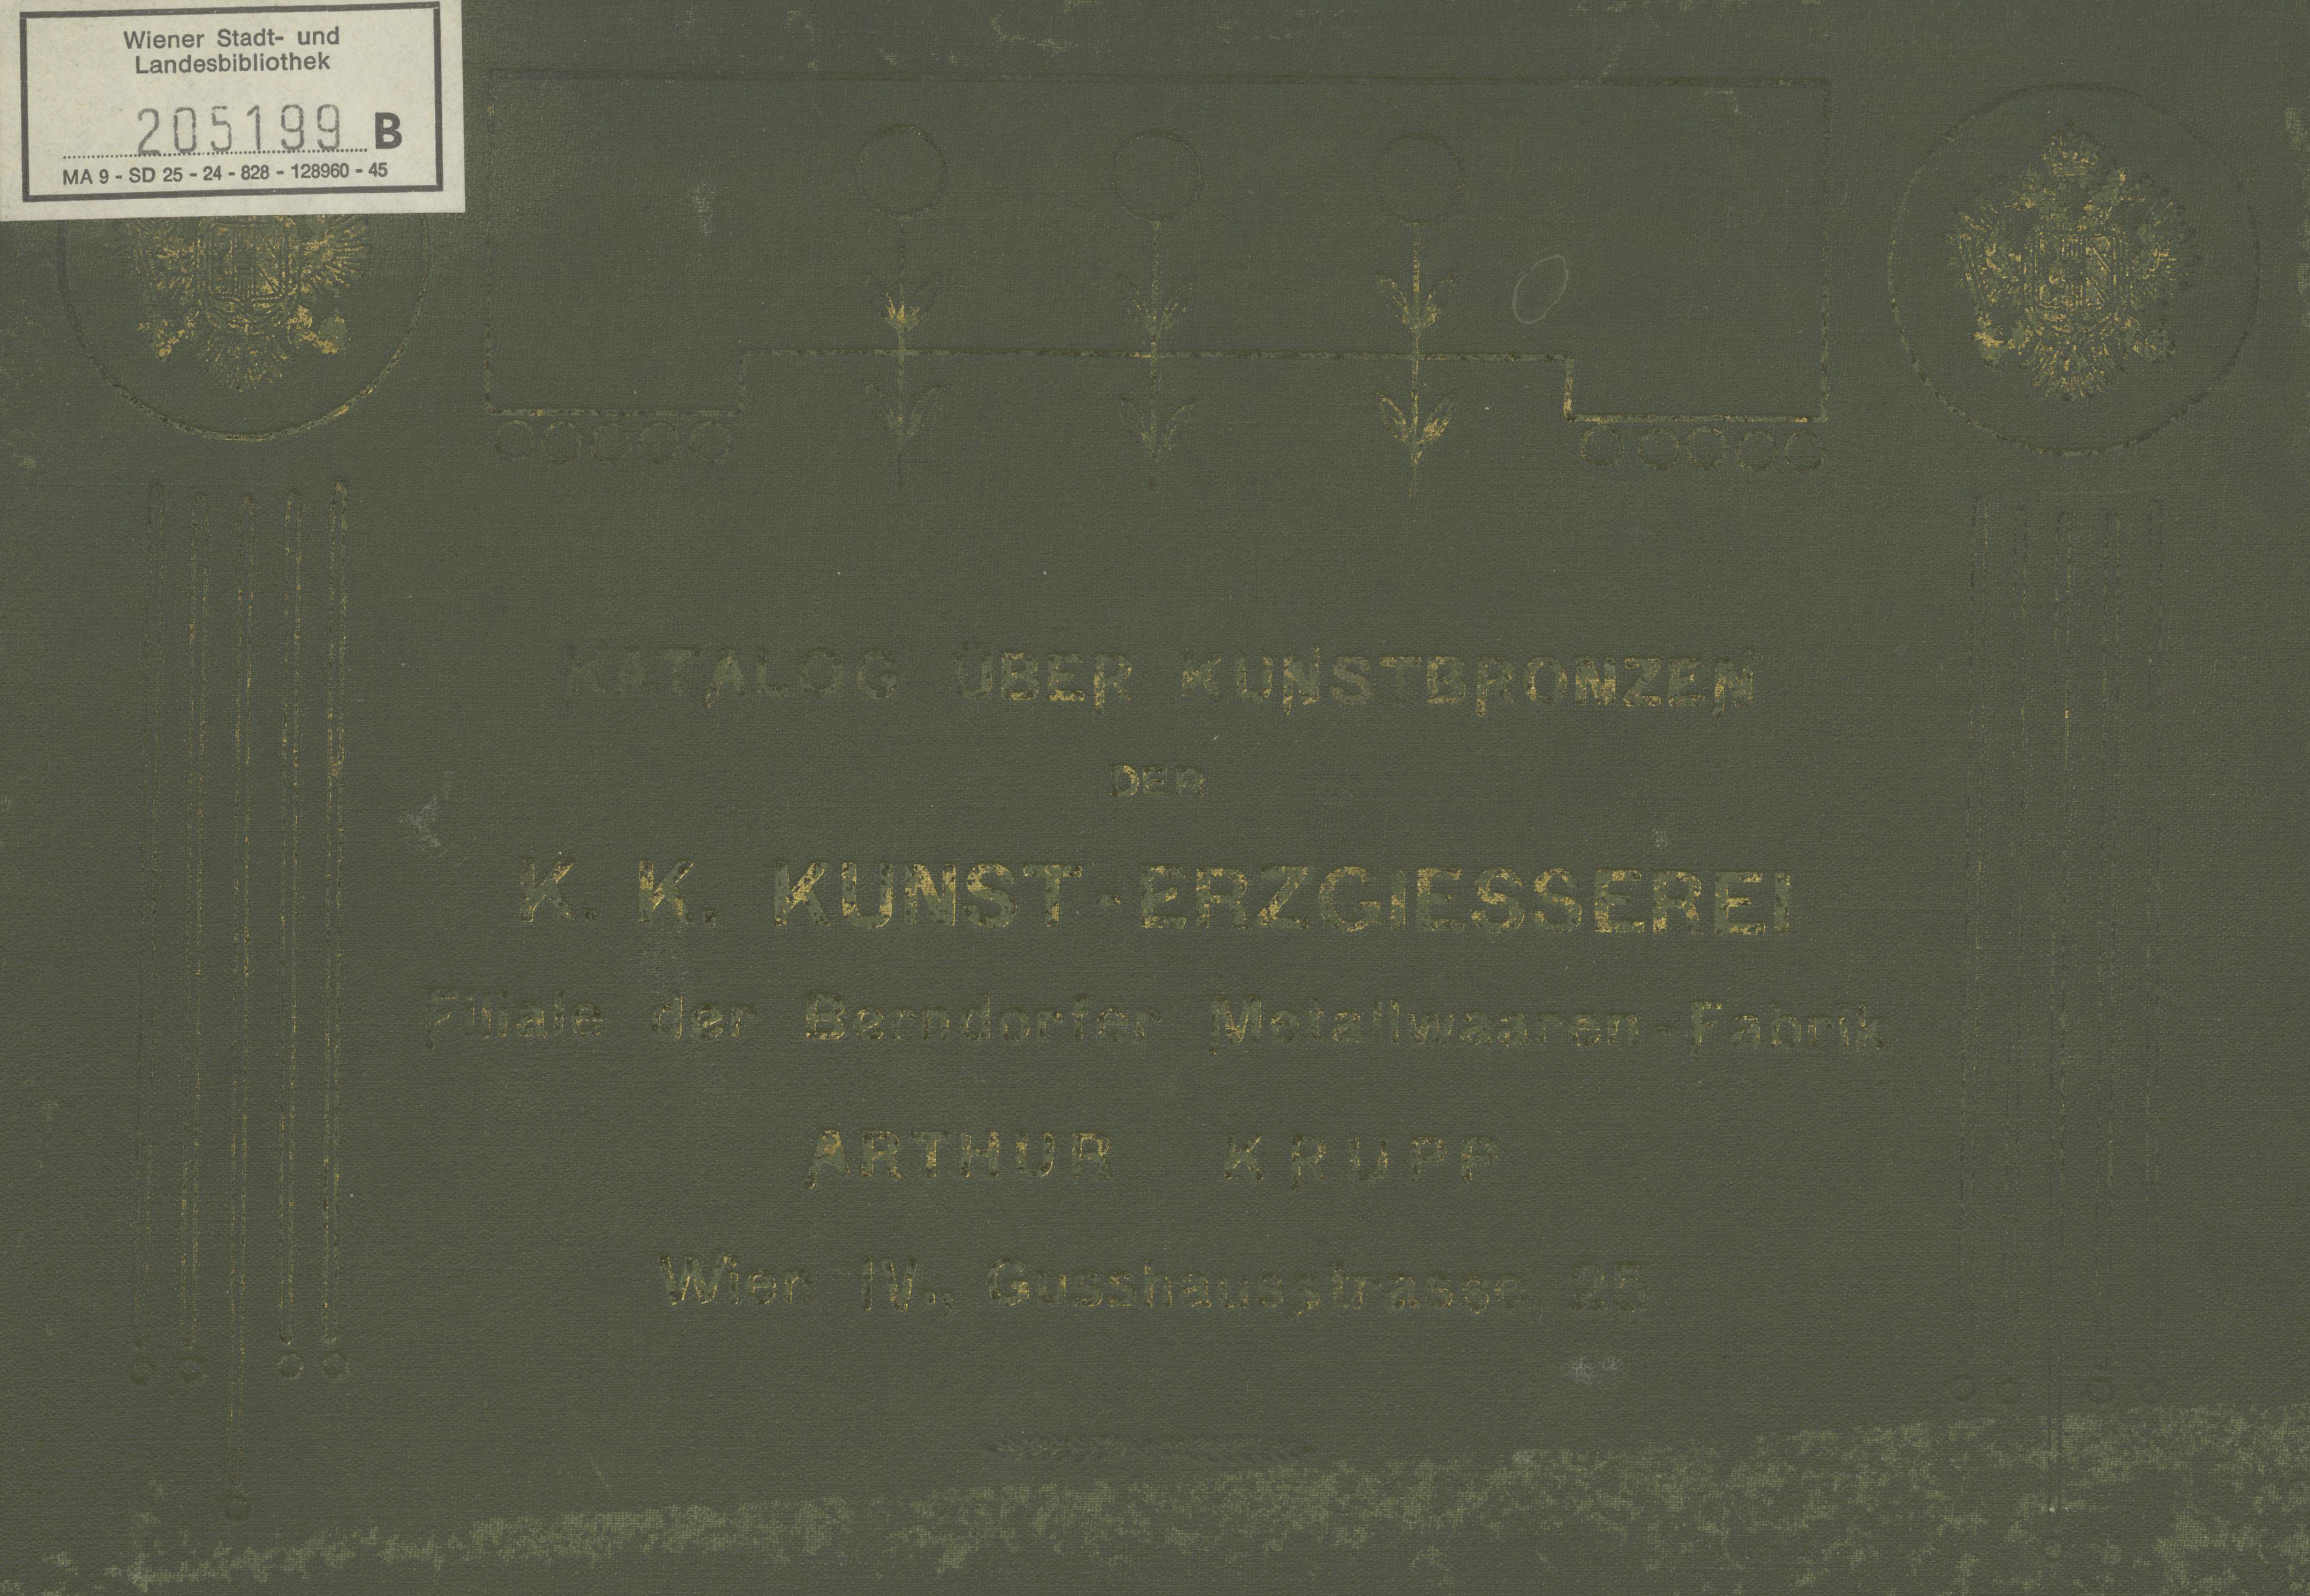 Wiener Stadt- und
Landesbibliothek
205199 B
MA 9 - SD 25 - 24 - 828 - 128960 - 45
KATALOG ÜBER KUNSTBRONZEN
DER
K. K. KUNST-ERZGIESSEREI
Filiale der Berndorfer Metallwaaren-Fabrik
ARTHUR KRUPP
Wien IV., Gusshausstrasse 25